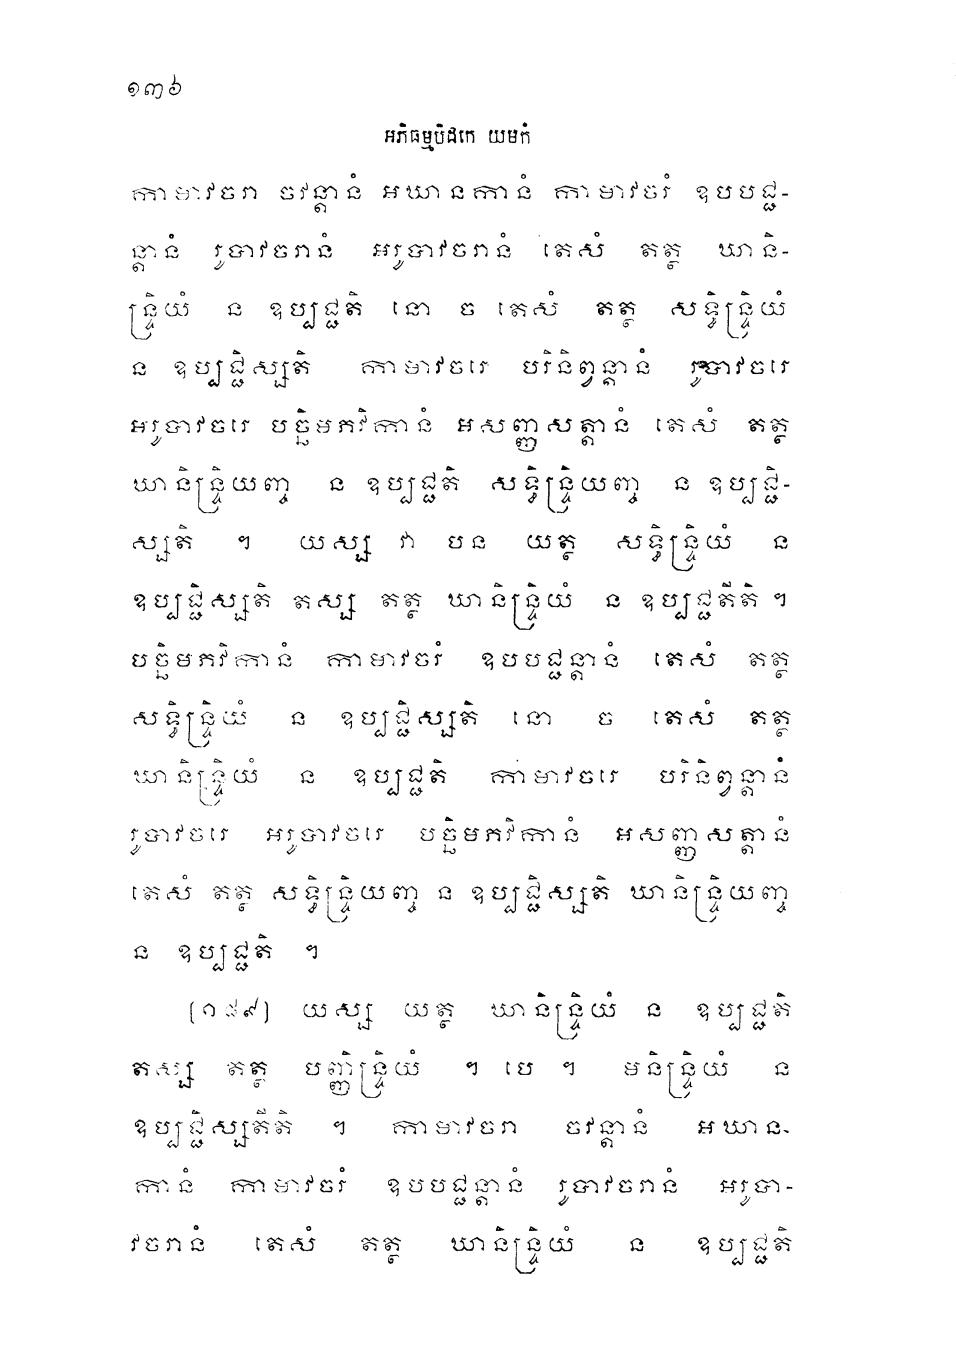 ១៣៦
អភិធម្មបិដកេ យមកំ
កាមាវចរា ចវន្តានំ អឃានកានំ កាមាវចរំ ឧបបជ្ជ-
ន្តានំ រូបាវចរានំ អរូបាវចរានំ តេសំ តត្ថ ឃានិ-
ន្ទ្រិយំ ន ឧប្បជ្ជតិ នោ ច តេសំ តត្ថ សទ្ធិន្ទ្រិយំ
ន ឧប្បជ្ជិស្សតិ កាមាវចរេ បរិនិព្វន្តានំ រូបាវចរេ
អរូបាវចរេ បច្ឆិមភវិកានំ អសញ្ញសត្តានំ តេសំ តត្ថ
ឃានិន្ទ្រិយញ្ច ន ឧប្បជ្ជតិ សទ្ធិន្ទ្រិយញ្ច ន ឧប្បជ្ជិ-
ស្សតិ ។ យស្ស វា បន យត្ថ សទ្ធិន្ទ្រិយំ ន
ឧប្បជ្ជិស្សតិ តស្ស តត្ថ ឃានិន្ទ្រិយំ ន ឧប្បជ្ជតីតិ ។
បច្ឆិមភវិកានំ កាមាវចរំ ឧបបជ្ជន្តានំ តេសំ តត្ថ
សទ្ធិន្ទ្រិយំ ន ឧប្បជ្ជិស្សតិ នោ ច តេសំ តត្ថ
ឃានិន្ទ្រិយំ ន ឧប្បជ្ជតិ កាមាវចរេ បរិនិព្វន្តានំ
រូបាវចរេ អរូបាវចរេ បច្ឆិមភវិកានំ អសញ្ញសត្តានំ
តេសំ តត្ថ សទ្ធិន្ទ្រិយញ្ច ន ឧប្បជ្ជិស្សតិ ឃានិន្ទ្រិយញ្ច
ន ឧប្បជ្ជតិ ។
(១៨៩) យស្ស យត្ថ ឃានិន្ទ្រិយំ ន ឧប្បជ្ជតិ
តស្ស តត្ថ បញ្ញិន្ទ្រិយំ ។ បេ ។ មនិន្ទ្រិយំ ន
ឧប្បជ្ជិស្សតីតិ ។ កាមាវចរា ចវន្តានំ អឃាន-
កានំ កាមាវចរំ ឧបបជ្ជន្តានំ រូបាវចរានំ អរូបា-
វចរានំ តេសំ តត្ថ ឃានិន្ទ្រិយំ ន ឧប្បជ្ជតិ